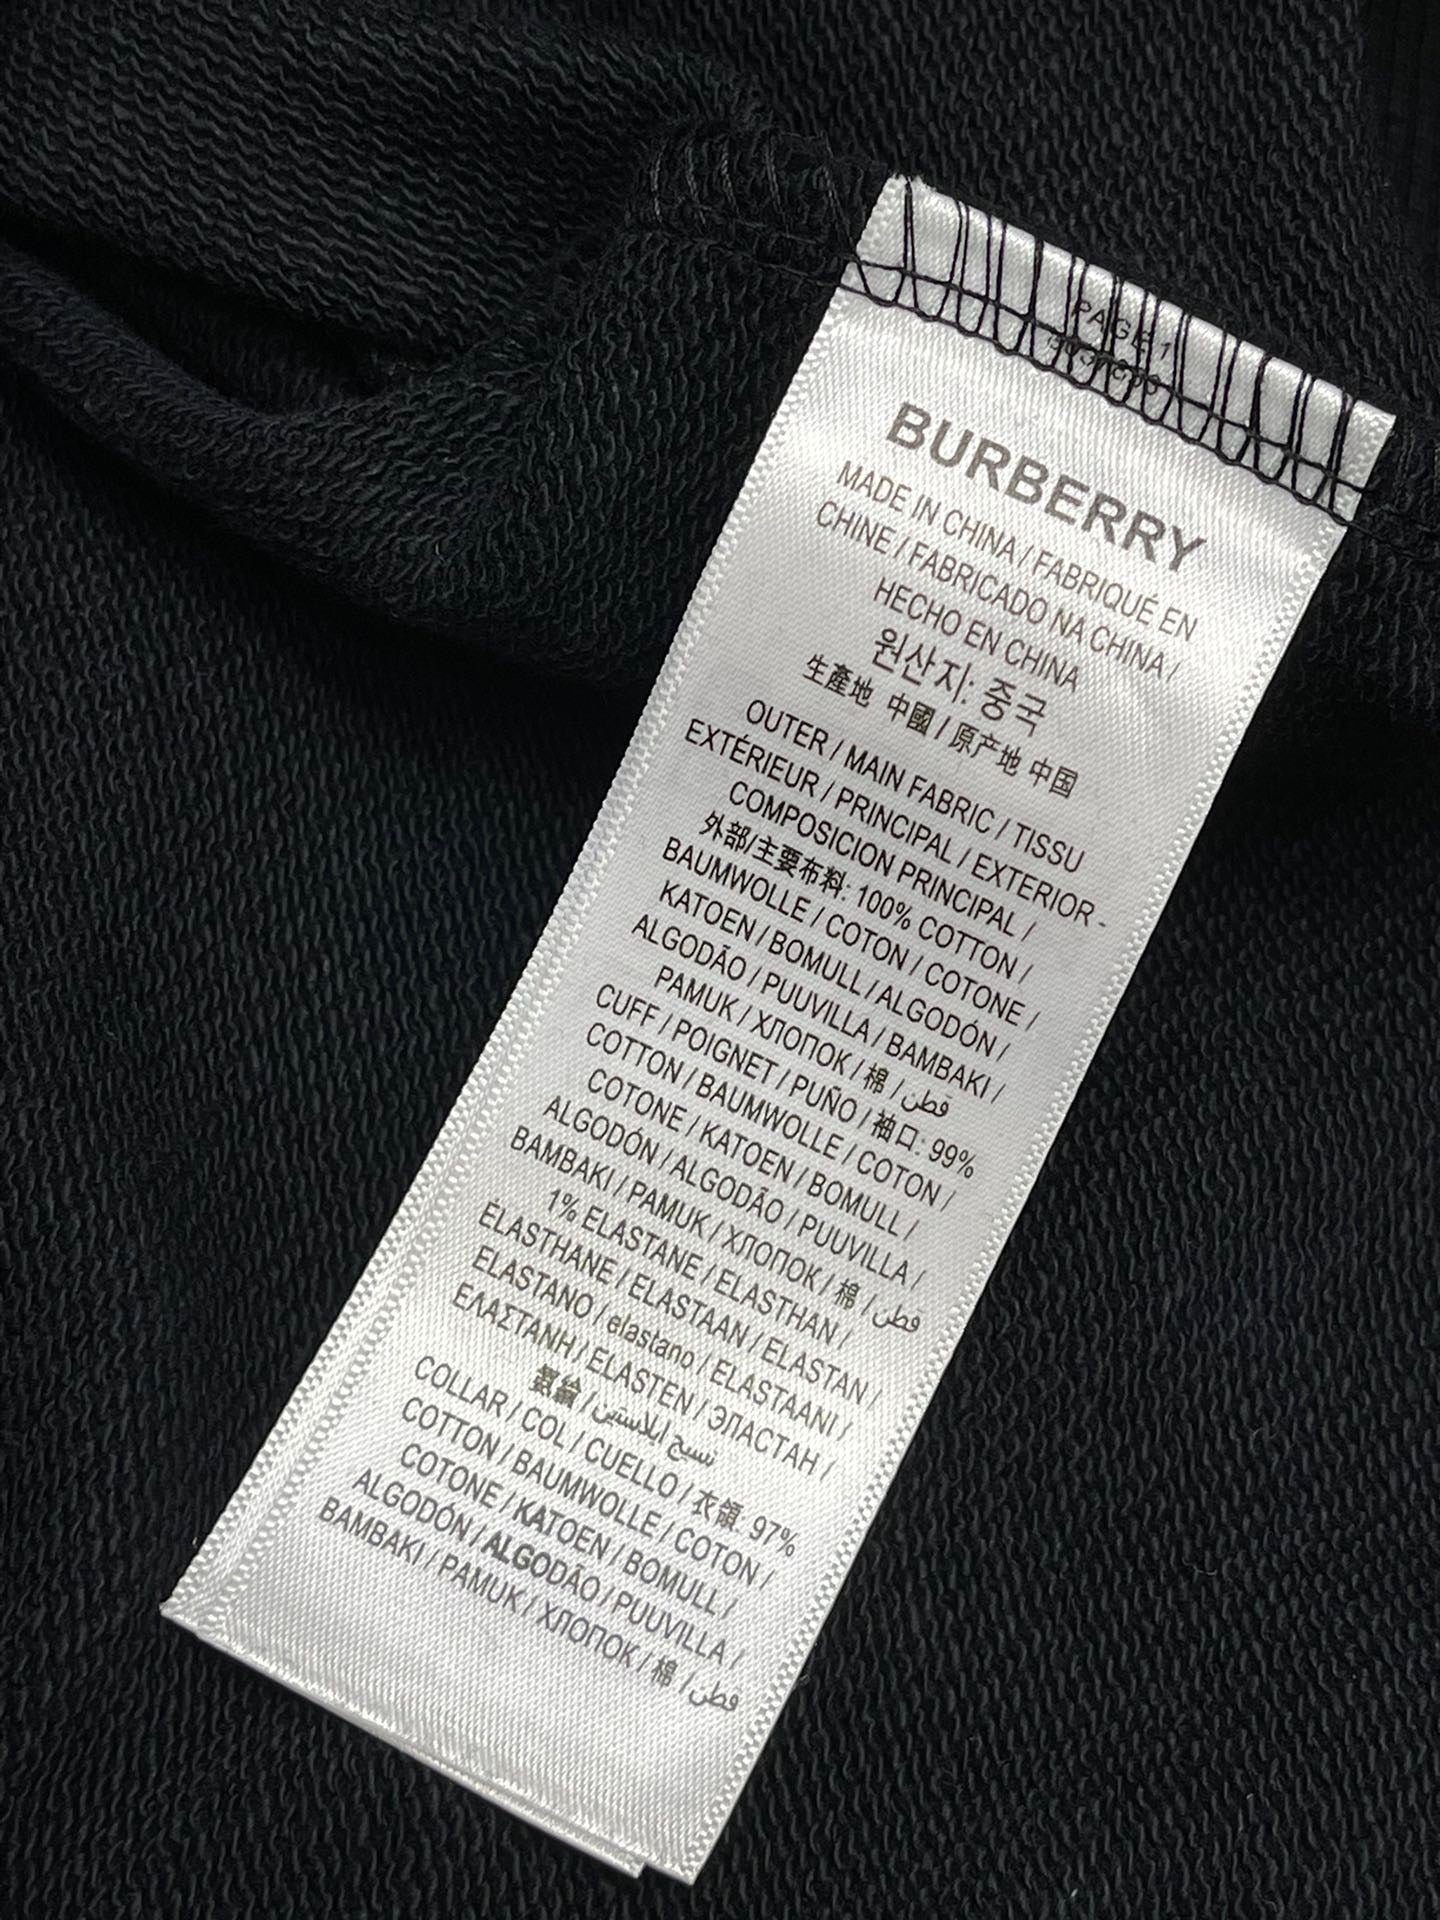 PAGE 1
BURBERRY
MADE IN CHINA / FABRIQUÉ EN
CHINE / FABRICADO NA CHINA /
HECHO EN CHINA
원산지: 중국
生產地 中國 / 原产地 中国
OUTER / MAIN FABRIC / TISSU
EXTÉRIEUR / PRINCIPAL / EXTERIOR -
COMPOSICION PRINCIPAL /
外部/主要布料: 100% COTTON /
BAUMWOLLE / COTON / COTONE /
KATOEN / BOMULL / ALGODÓN /
ALGODÃO / PUUVILLA / BAMBAKI /
PAMUK / ХЛОПОК / 棉 / قطن
CUFF / POIGNET / PUÑO / 袖口: 99%
COTTON / BAUMWOLLE / COTON /
COTONE / KATOEN / BOMULL /
ALGODÓN / ALGODÃO / PUUVILLA /
BAMBAKI / PAMUK / ХЛОПОК / 棉 / قطن
1% ELASTANE / ELASTHAN /
ÉLASTHANE / ELASTAAN / ELASTAN /
ELASTANO / elastano / ELASTAANI /
ΕΛΑΣΤΑΝΗ / ELASTEN / ЭЛАСТАН /
氨綸 / نسيج إيلاستين
COLLAR / COL / CUELLO / 衣領: 97%
COTTON / BAUMWOLLE / COTON /
COTONE / KATOEN / BOMULL /
ALGODÓN / ALGODÃO / PUUVILLA /
BAMBAKI / PAMUK / ХЛОПОК / 棉 / قطن